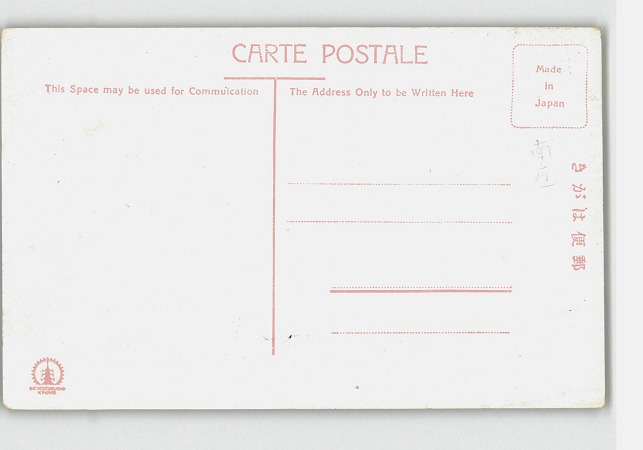 CARTE POSTALE
This Space may be used for Commuication
The Address Only to be Written Here
Made
in
Japan
きがは便郵
KYOTO